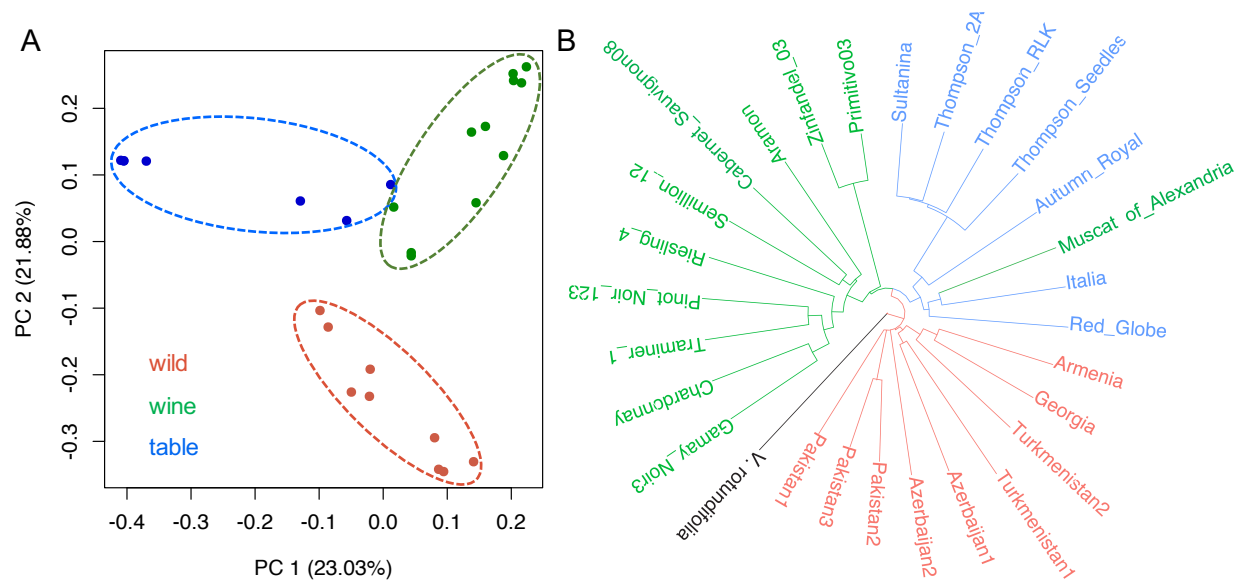 A
PC 2 (21.88%)
0.2
0.1
0.0
-0.1
-0.2
-0.3
wild
wine
table
-0.4
-0.3
-0.2
-0.1
0.0
0.1
0.2
PC 1 (23.03%)
B
Cabernet_Sauvignon08
Aramon
Zinfandel_03
Primitivo03
Sultanina
Thompson_2A
Thompson_RLK
Thompson_Seedles
Autumn_Royal
Muscat of_Alexandria
Italia
Red_Globe
Armenia
Georgia
Turkmenistan2
Turkmenistan1
Azerbaijan1
Azerbaijan2
Pakistan2
Pakistan3
Pakistan1
V. rotundifolia
Gamay_Noir3
Chardonnay
Traminer_1
Pinot_Noir_123
Riesling_4
Semillion_12